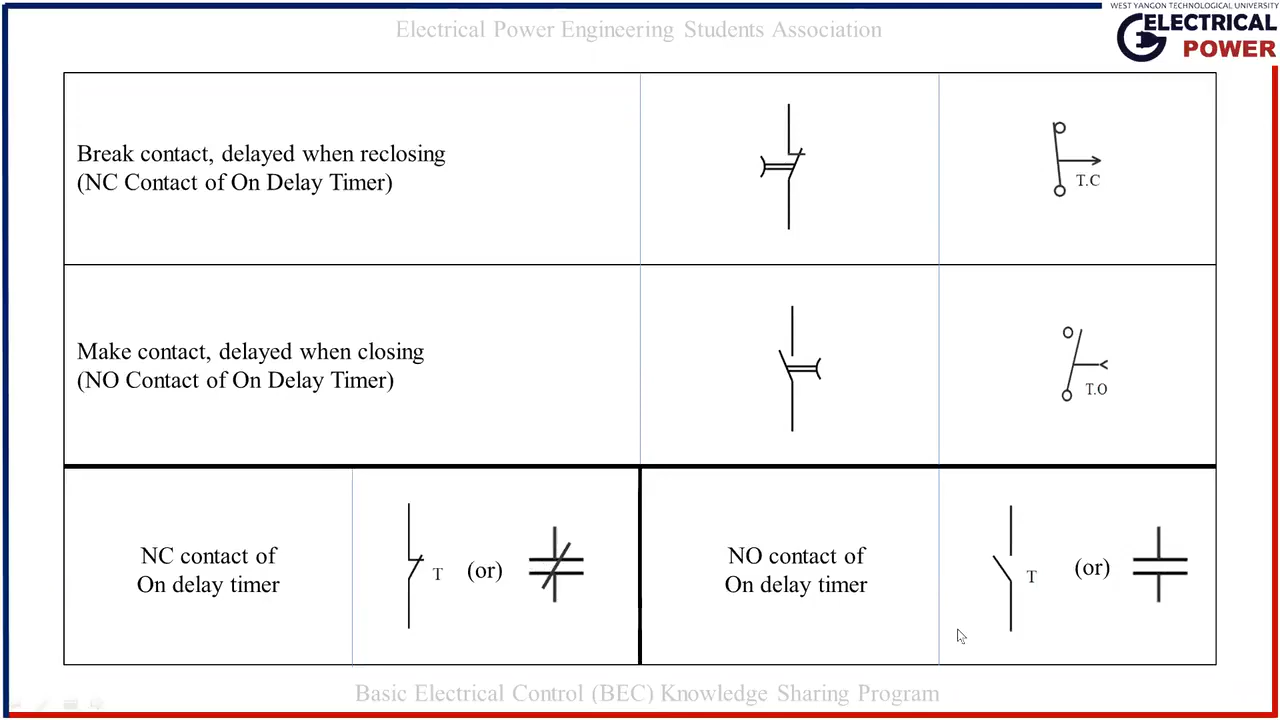 WEST YANGON TECHNOLOGICAL UNIVERSITY
ELECTRICAL
POWER
Electrical Power Engineering Students Association
Break contact, delayed when reclosing
(NC Contact of On Delay Timer)
T.C
Make contact, delayed when closing
(NO Contact of On Delay Timer)
T.O
NC contact of
On delay timer
T
(or)
NO contact of
On delay timer
T
(or)
Basic Electrical Control (BEC) Knowledge Sharing Program